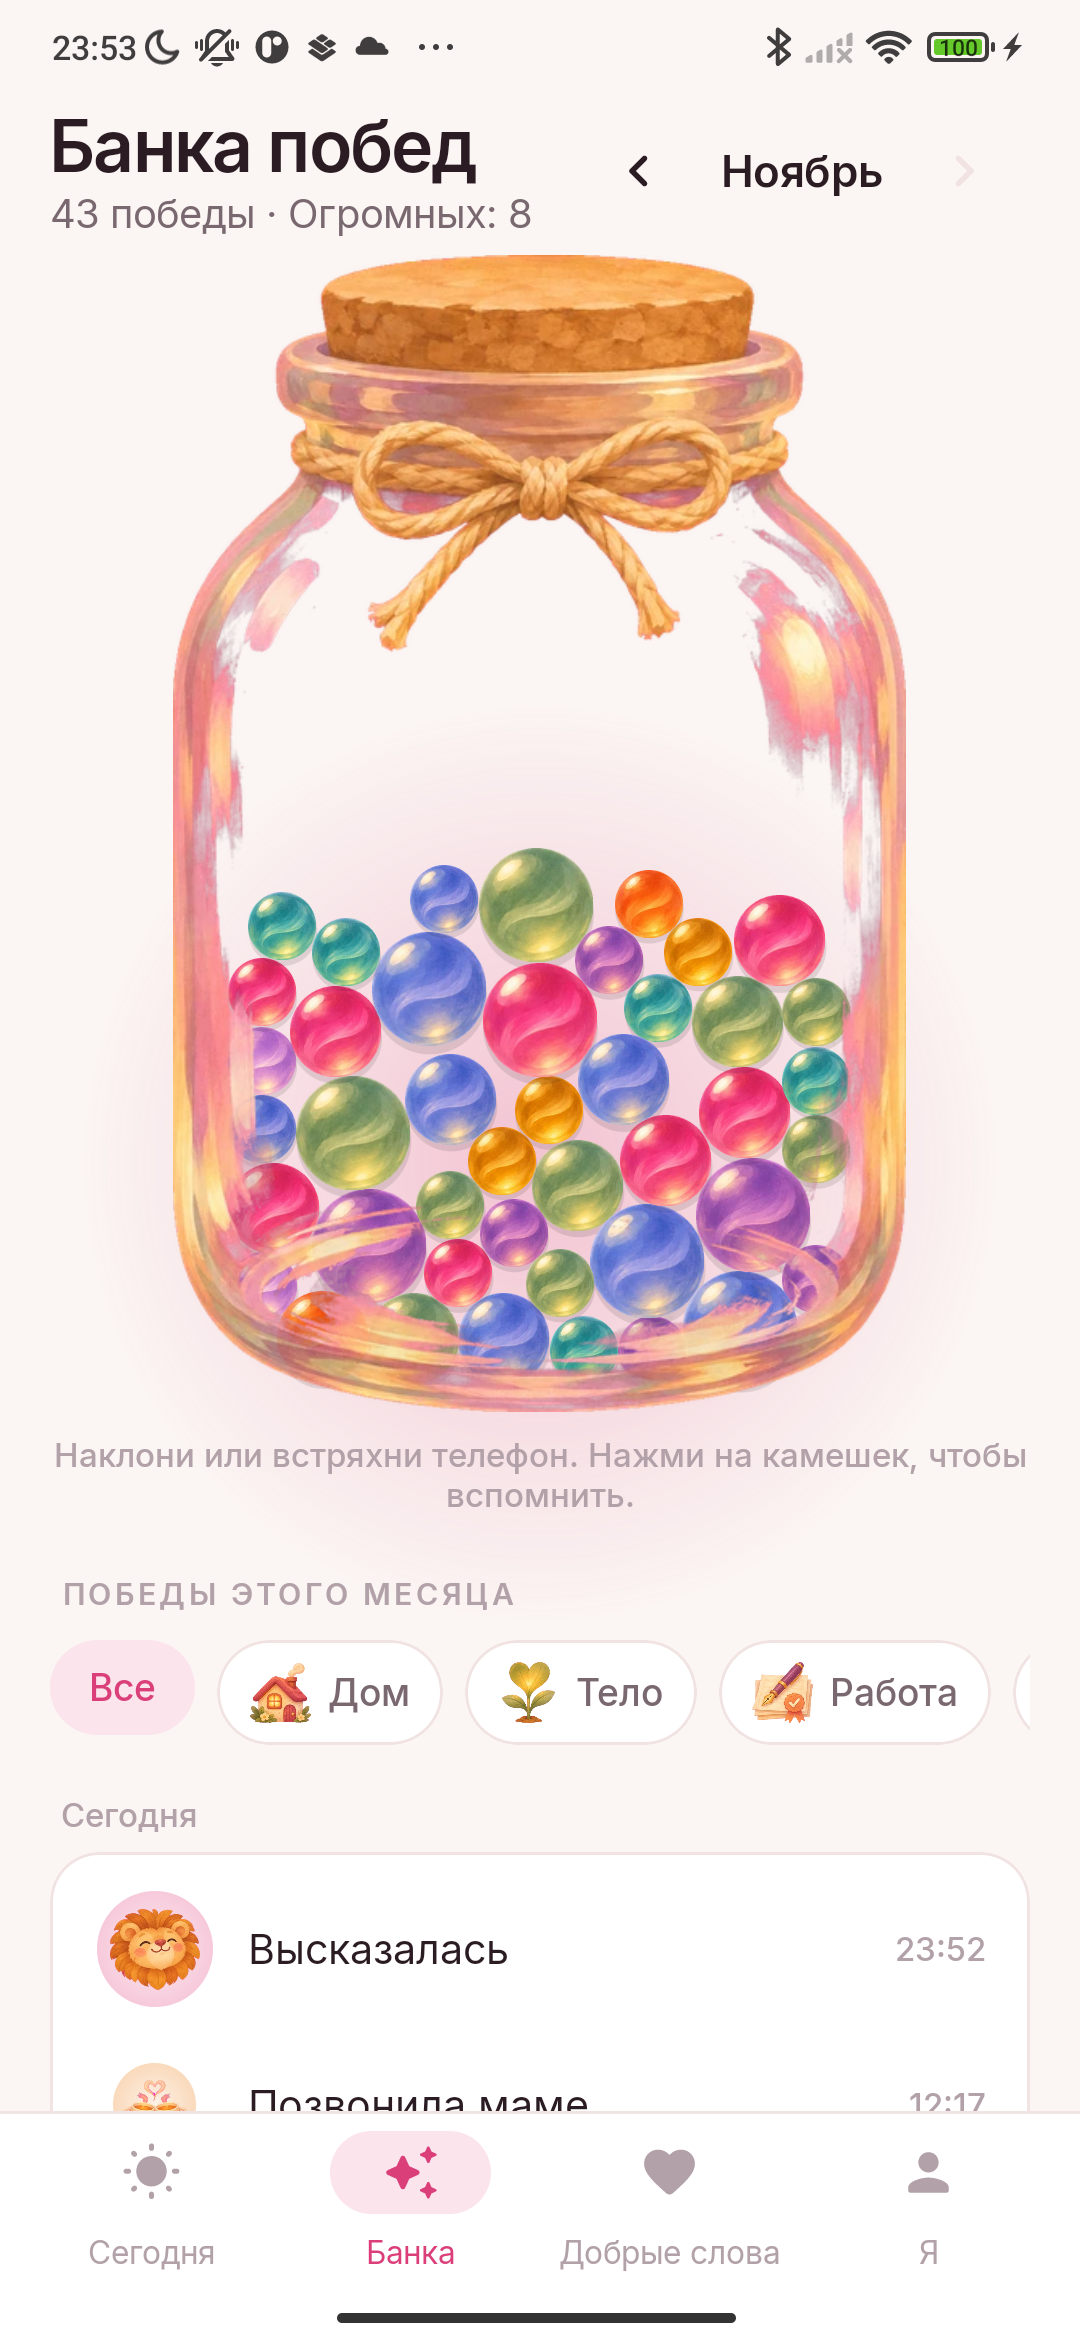 23:53
100
Банка побед
43 победы · Огромных: 8
Ноябрь
Наклони или встряхни телефон. Нажми на камешек, чтобы
вспомнить.
ПОБЕДЫ ЭТОГО МЕСЯЦА
Все
Дом
Тело
Работа
Сегодня
Высказалась
23:52
Позвонила маме
12:17
Сегодня
Банка
Добрые слова
Я